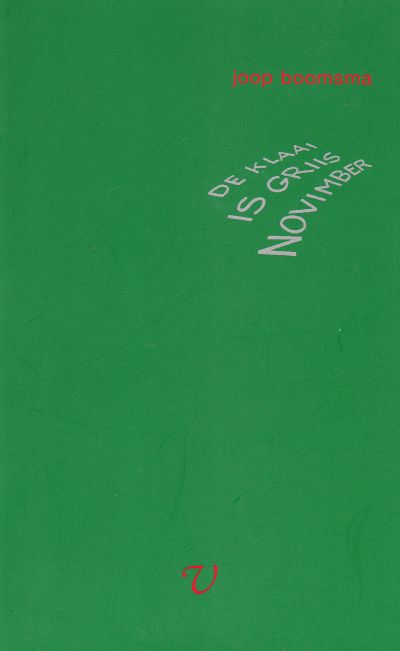 joop boomsma
DE KLAAI
IS GRIIS
NOVIMBER
V